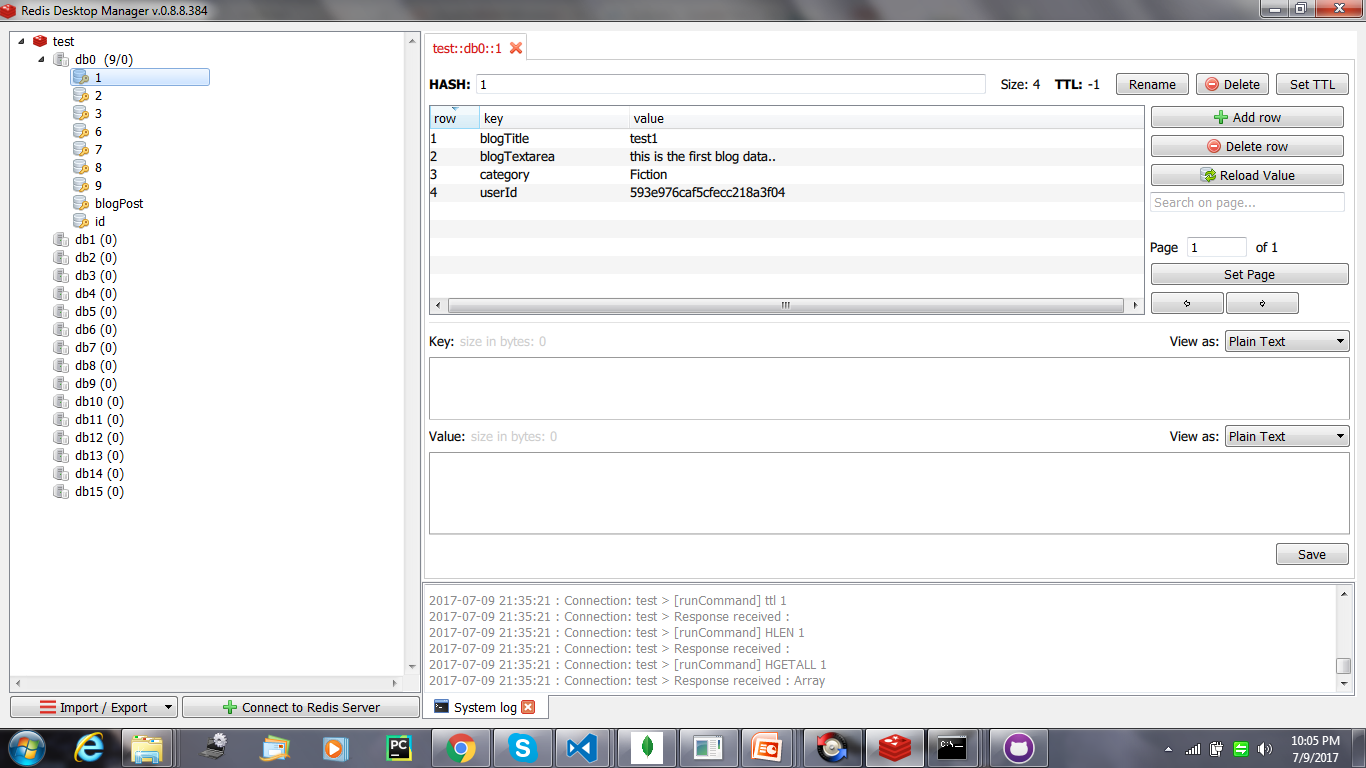 Redis Desktop Manager v.0.8.8.384
test
db0 (9/0)
1
2
3
6
7
8
9
blogPost
id
db1 (0)
db2 (0)
db3 (0)
db4 (0)
db5 (0)
db6 (0)
db7 (0)
db8 (0)
db9 (0)
db10 (0)
db11 (0)
db12 (0)
db13 (0)
db14 (0)
db15 (0)
Import / Export
Connect to Redis Server
test::db0::1
HASH: 1 Size: 4 TTL: -1 Rename Delete Set TTL
row key value
1 blogTitle test1
2 blogTextarea this is the first blog data..
3 category Fiction
4 userId 593e976caf5cfecc218a3f04
Add row
Delete row
Reload Value
Search on page...
Page 1 of 1
Set Page
Key: size in bytes: 0 View as: Plain Text
Value: size in bytes: 0 View as: Plain Text
Save
2017-07-09 21:35:21 : Connection: test > [runCommand] ttl 1
2017-07-09 21:35:21 : Connection: test > Response received :
2017-07-09 21:35:21 : Connection: test > [runCommand] HLEN 1
2017-07-09 21:35:21 : Connection: test > Response received :
2017-07-09 21:35:21 : Connection: test > [runCommand] HGETALL 1
2017-07-09 21:35:21 : Connection: test > Response received : Array
System log
PC
C:\.
10:05 PM
7/9/2017